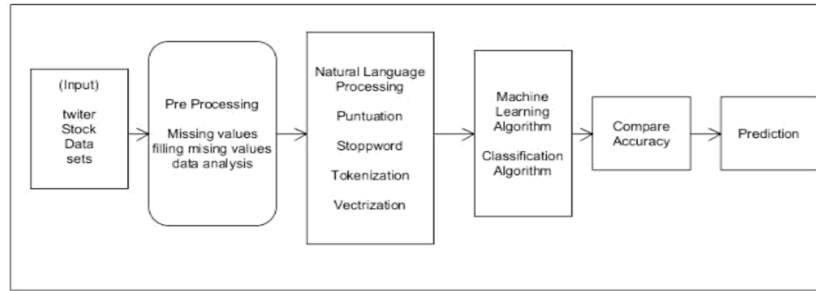 (Input)
twiter
Stock
Data
sets
Pre Processing
Missing values
filling mising values
data analysis
Natural Language
Processing
Puntuation
Stoppword
Tokenization
Vectrization
Machine
Learning
Algorithm
Classification
Algorithm
Compare
Accuracy
Prediction